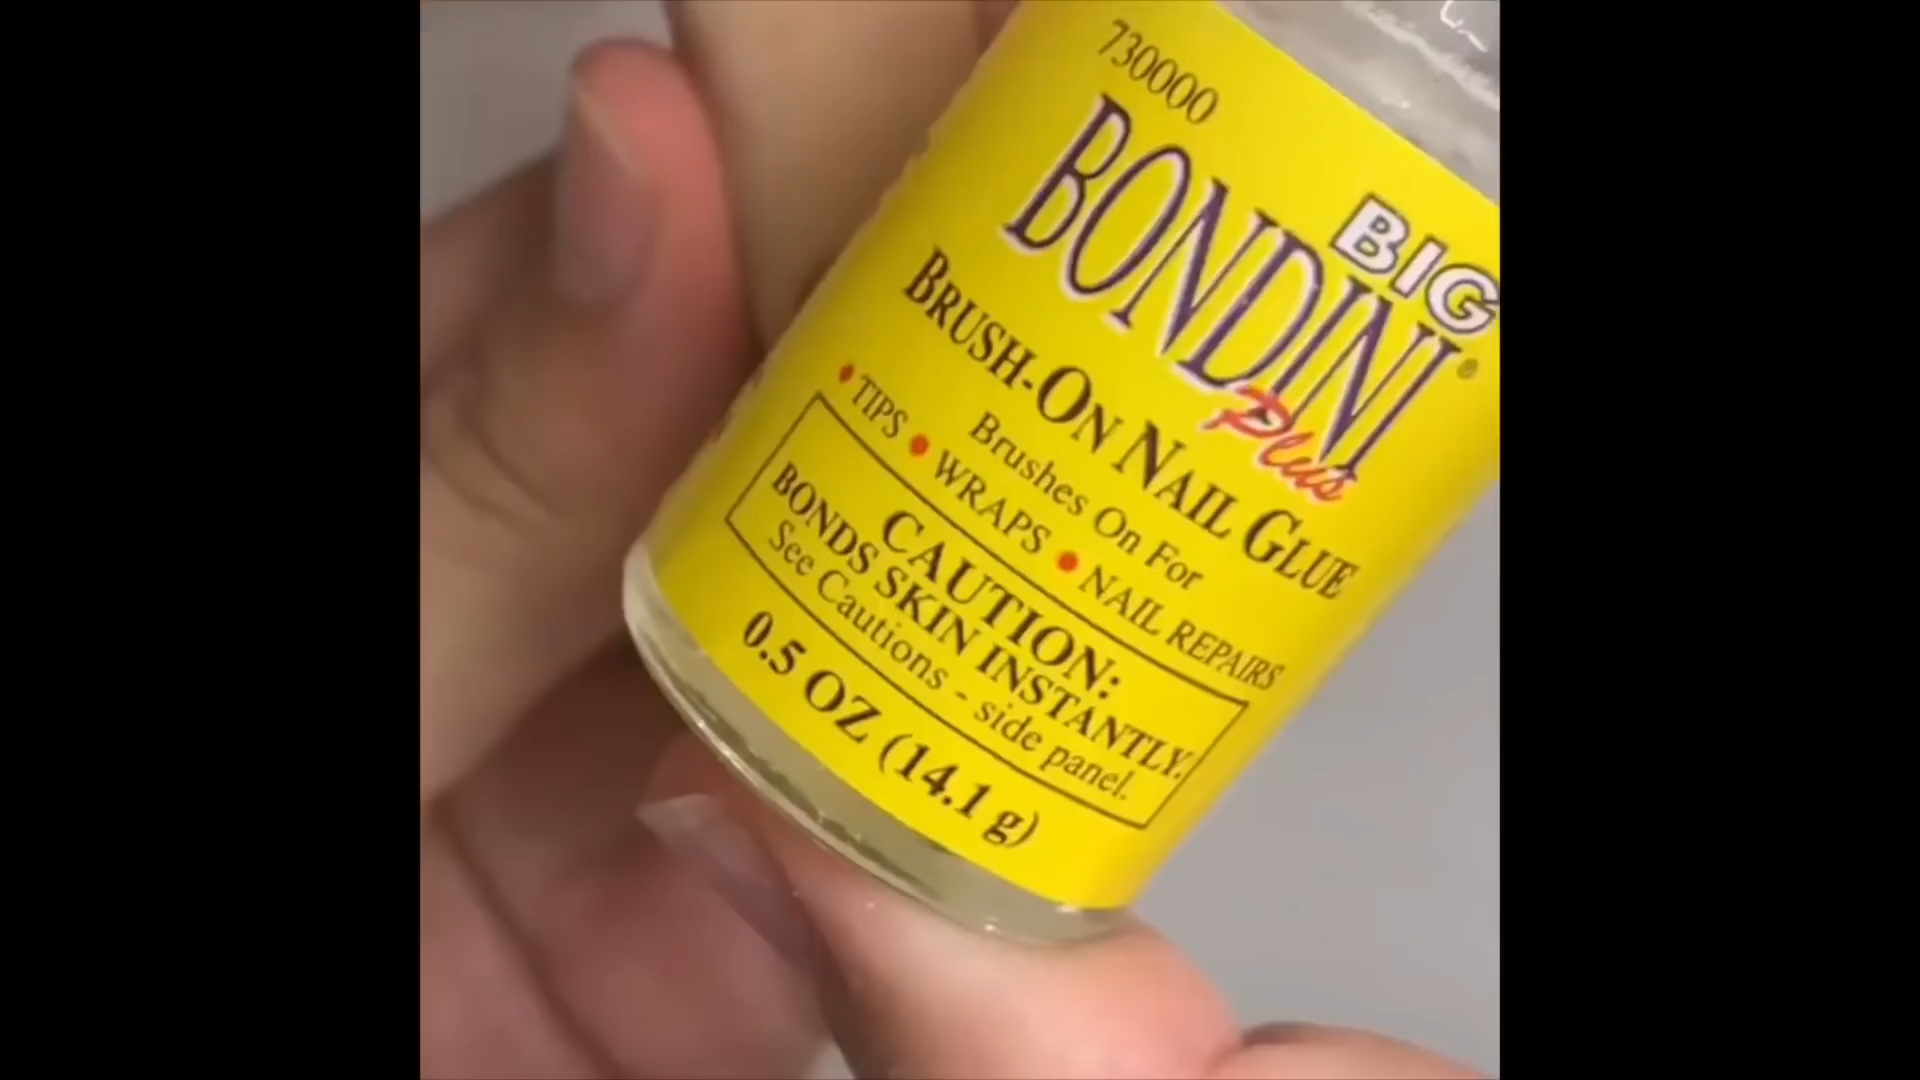 730000
BIG
BONDINI®
Plus
BRUSH-ON NAIL GLUE
Brushes On For
• TIPS • WRAPS • NAIL REPAIRS
CAUTION:
BONDS SKIN INSTANTLY.
See Cautions - side panel.
0.5 OZ (14.1 g)